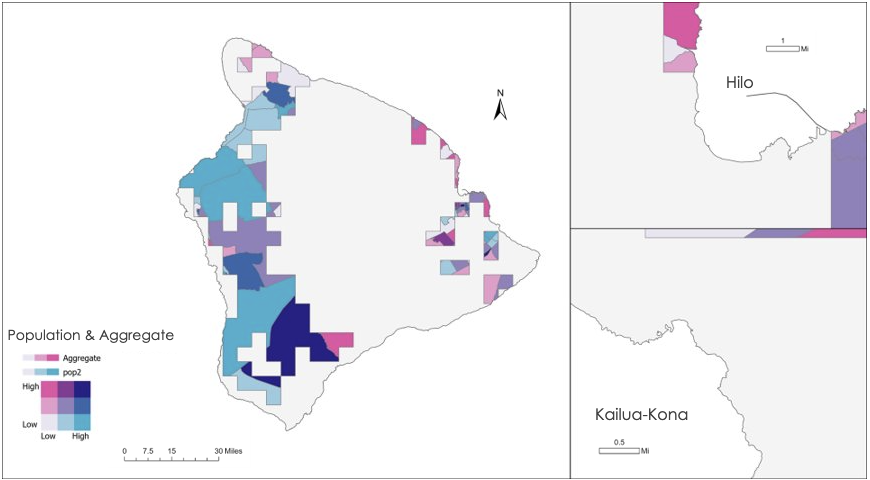 N
Population & Aggregate
Aggregate
pop2
High
Low
Low High
0 7.5 15 30 Miles
1
Mi
Hilo
Kailua-Kona
0.5
Mi